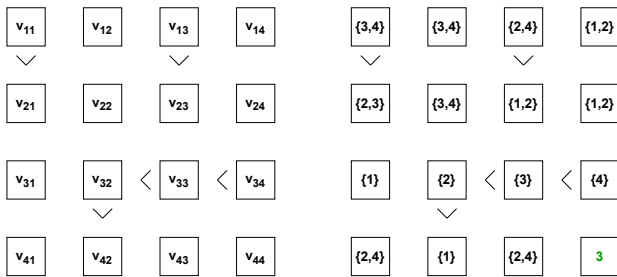 v11 v12 v13 v14 {3,4} {3,4} {2,4} {1,2}
v21 v22 v23 v24 {2,3} {3,4} {1,2} {1,2}
v31 v32 < v33 < v34 {1} {2} < {3} < {4}
v41 v42 v43 v44 {2,4} {1} {2,4} 3